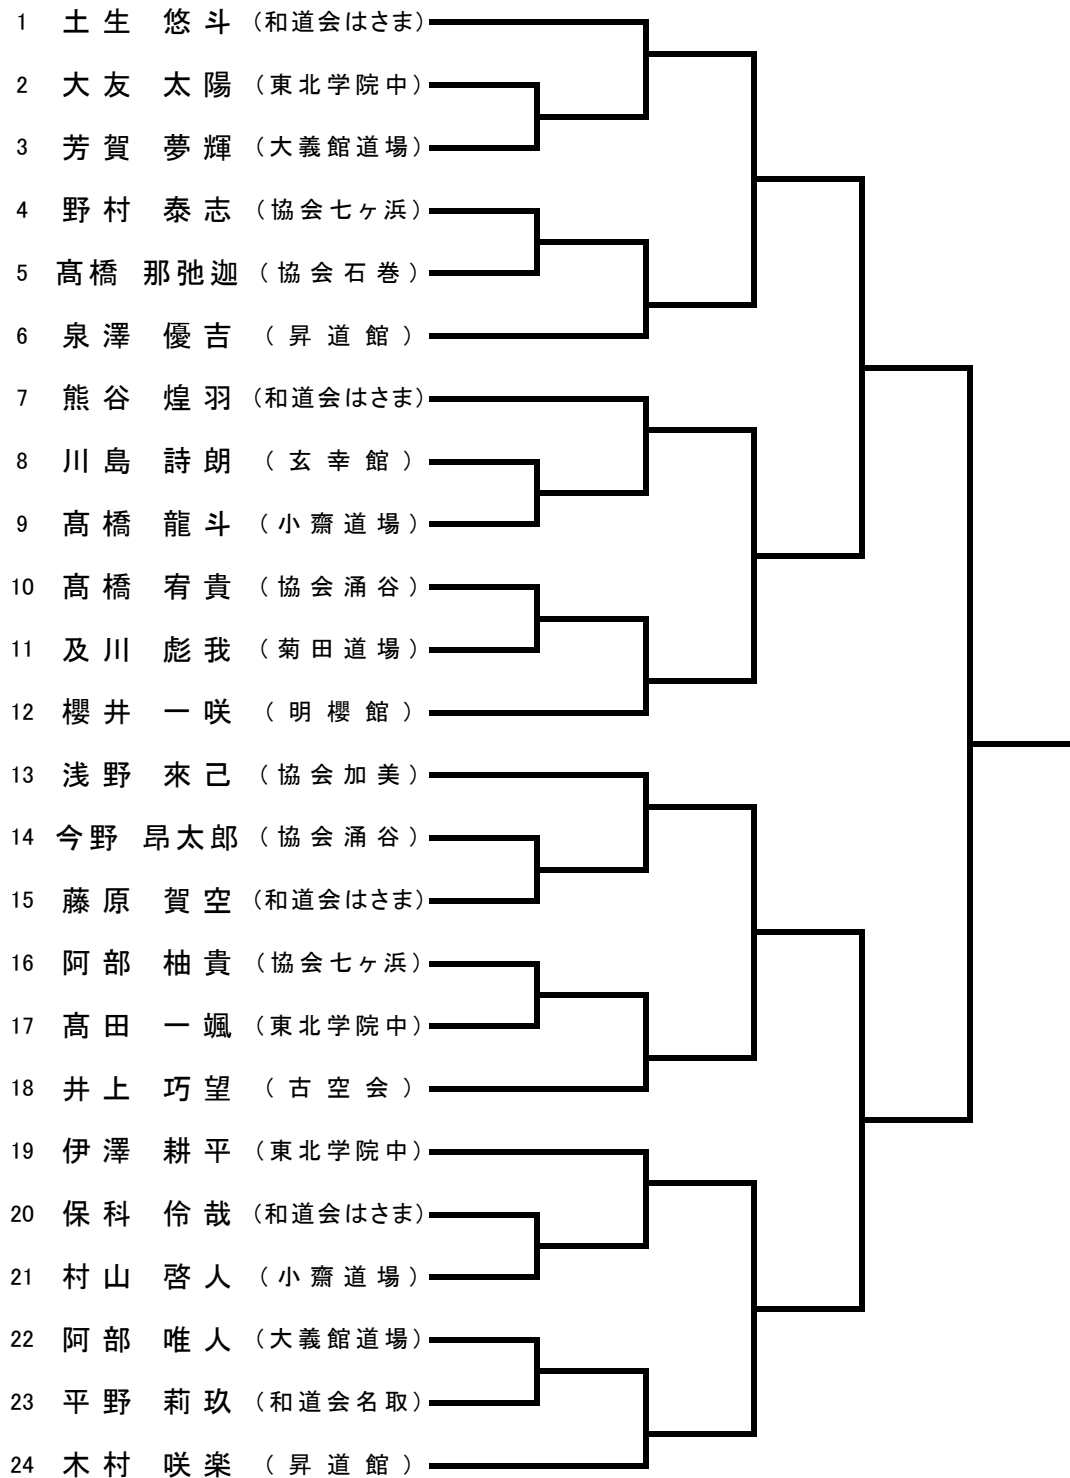 1 土生 悠斗 (和道会はさま)
2 大友 太陽 (東北学院中)
3 芳賀 夢輝 (大義館道場)
4 野村 泰志 (協会七ヶ浜)
5 髙橋 那弛迦 (協会石巻)
6 泉澤 優吉 (昇道館)
7 熊谷 煌羽 (和道会はさま)
8 川島 詩朗 (玄幸館)
9 髙橋 龍斗 (小齋道場)
10 髙橋 宥貴 (協会涌谷)
11 及川 彪我 (菊田道場)
12 櫻井 一咲 (明櫻館)
13 浅野 來己 (協会加美)
14 今野 昂太郎 (協会涌谷)
15 藤原 賀空 (和道会はさま)
16 阿部 柚貴 (協会七ヶ浜)
17 髙田 一颯 (東北学院中)
18 井上 巧望 (古空会)
19 伊澤 耕平 (東北学院中)
20 保科 伶哉 (和道会はさま)
21 村山 啓人 (小齋道場)
22 阿部 唯人 (大義館道場)
23 平野 莉玖 (和道会名取)
24 木村 咲楽 (昇道館)